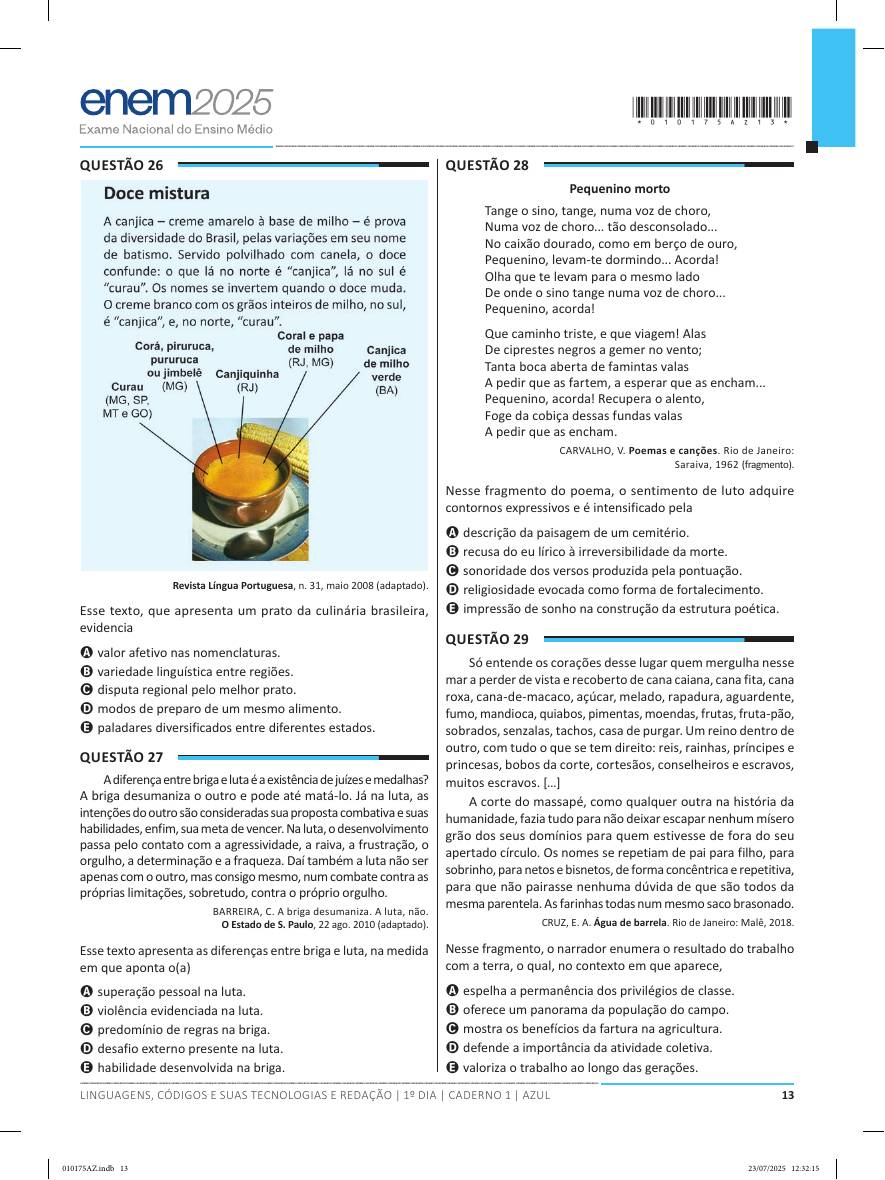 enem2025
Exame Nacional do Ensino Médio
*010175AZ13*
QUESTÃO 26
Doce mistura
A canjica – creme amarelo à base de milho – é prova
da diversidade do Brasil, pelas variações em seu nome
de batismo. Servido polvilhado com canela, o doce
confunde: o que lá no norte é “canjica”, lá no sul é
“curau”. Os nomes se invertem quando o doce muda.
O creme branco com os grãos inteiros de milho, no sul,
é “canjica”, e, no norte, “curau”.
Curau
(MG, SP,
MT e GO)
Corá, piruruca,
pururuca
ou jimbelê
(MG)
Canjiquinha
(RJ)
Coral e papa
de milho
(RJ, MG)
Canjica
de milho
verde
(BA)
Revista Língua Portuguesa, n. 31, maio 2008 (adaptado).
Esse texto, que apresenta um prato da culinária brasileira,
evidencia
A valor afetivo nas nomenclaturas.
B variedade linguística entre regiões.
C disputa regional pelo melhor prato.
D modos de preparo de um mesmo alimento.
E paladares diversificados entre diferentes estados.
QUESTÃO 27
A diferença entre briga e luta é a existência de juízes e medalhas?
A briga desumaniza o outro e pode até matá-lo. Já na luta, as
intenções do outro são consideradas sua proposta combativa e suas
habilidades, enfim, sua meta de vencer. Na luta, o desenvolvimento
passa pelo contato com a agressividade, a raiva, a frustração, o
orgulho, a determinação e a fraqueza. Daí também a luta não ser
apenas com o outro, mas consigo mesmo, num combate contra as
próprias limitações, sobretudo, contra o próprio orgulho.
BARREIRA, C. A briga desumaniza. A luta, não.
O Estado de S. Paulo, 22 ago. 2010 (adaptado).
Esse texto apresenta as diferenças entre briga e luta, na medida
em que aponta o(a)
A superação pessoal na luta.
B violência evidenciada na luta.
C predomínio de regras na briga.
D desafio externo presente na luta.
E habilidade desenvolvida na briga.
QUESTÃO 28
Pequenino morto
Tange o sino, tange, numa voz de choro,
Numa voz de choro... tão desconsolado...
No caixão dourado, como em berço de ouro,
Pequenino, levam-te dormindo... Acorda!
Olha que te levam para o mesmo lado
De onde o sino tange numa voz de choro...
Pequenino, acorda!
Que caminho triste, e que viagem! Alas
De ciprestes negros a gemer no vento;
Tanta boca aberta de famintas valas
A pedir que as fartem, a esperar que as encham...
Pequenino, acorda! Recupera o alento,
Foge da cobiça dessas fundas valas
A pedir que as encham.
CARVALHO, V. Poemas e canções. Rio de Janeiro:
Saraiva, 1962 (fragmento).
Nesse fragmento do poema, o sentimento de luto adquire
contornos expressivos e é intensificado pela
A descrição da paisagem de um cemitério.
B recusa do eu lírico à irreversibilidade da morte.
C sonoridade dos versos produzida pela pontuação.
D religiosidade evocada como forma de fortalecimento.
E impressão de sonho na construção da estrutura poética.
QUESTÃO 29
Só entende os corações desse lugar quem mergulha nesse
mar a perder de vista e recoberto de cana caiana, cana fita, cana
roxa, cana-de-macaco, açúcar, melado, rapadura, aguardente,
fumo, mandioca, quiabos, pimentas, moendas, frutas, fruta-pão,
sobrados, senzalas, tachos, casa de purgar. Um reino dentro de
outro, com tudo o que se tem direito: reis, rainhas, príncipes e
princesas, bobos da corte, cortesãos, conselheiros e escravos,
muitos escravos. [...]
A corte do massapé, como qualquer outra na história da
humanidade, fazia tudo para não deixar escapar nenhum mísero
grão dos seus domínios para quem estivesse de fora do seu
apertado círculo. Os nomes se repetiam de pai para filho, para
sobrinho, para netos e bisnetos, de forma concêntrica e repetitiva,
para que não pairasse nenhuma dúvida de que são todos da
mesma parentela. As farinhas todas num mesmo saco brasonado.
CRUZ, E. A. Água de barrela. Rio de Janeiro: Malê, 2018.
Nesse fragmento, o narrador enumera o resultado do trabalho
com a terra, o qual, no contexto em que aparece,
A espelha a permanência dos privilégios de classe.
B oferece um panorama da população do campo.
C mostra os benefícios da fartura na agricultura.
D defende a importância da atividade coletiva.
E valoriza o trabalho ao longo das gerações.
LINGUAGENS, CÓDIGOS E SUAS TECNOLOGIAS E REDAÇÃO | 1º DIA | CADERNO 1 | AZUL
13
010175AZ.indb 13
23/07/2025 12:32:15